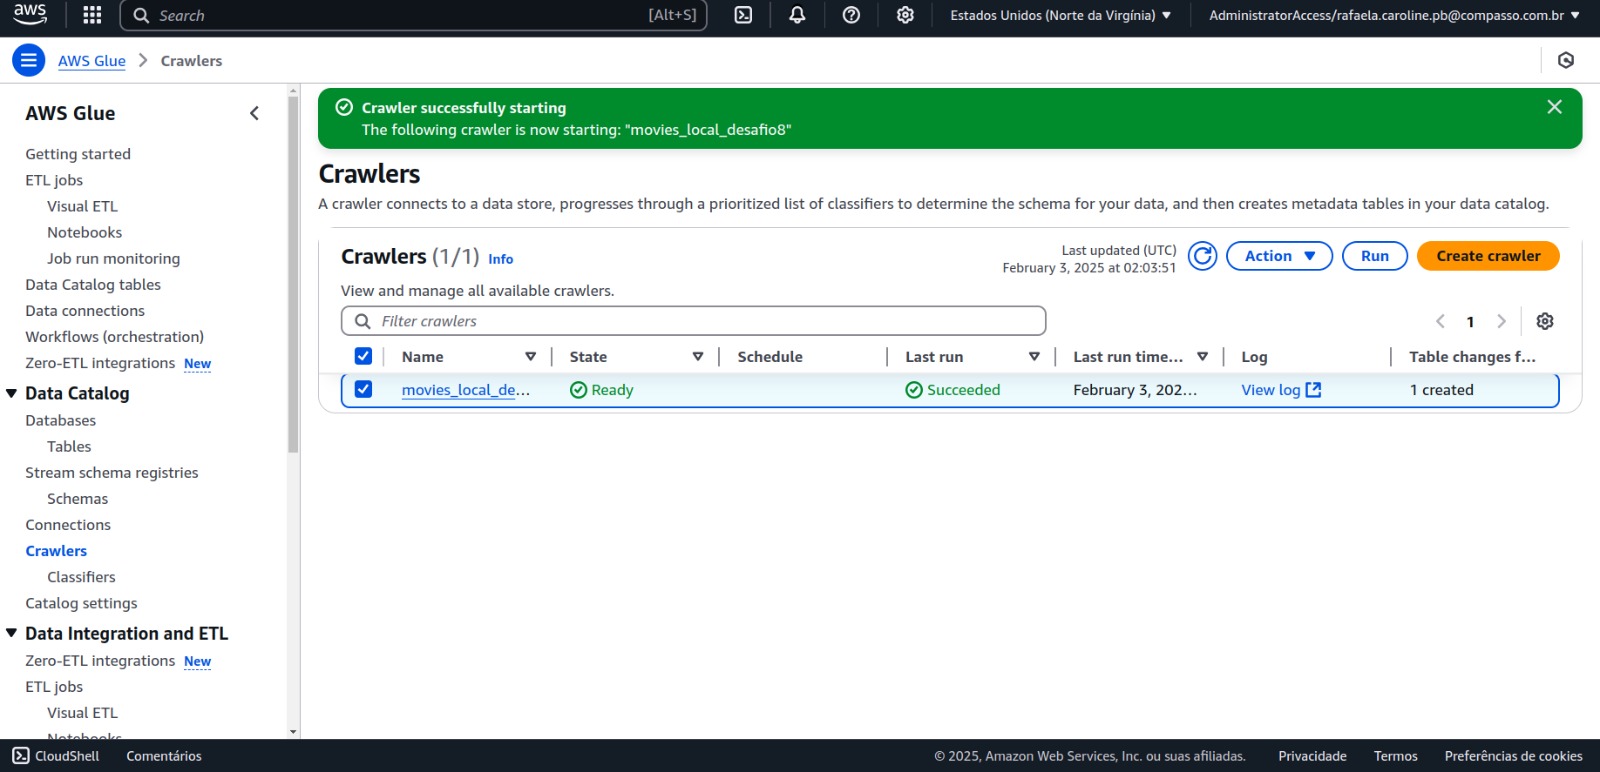 aws
Search
[Alt+S]
Estados Unidos (Norte da Virgínia)
AdministratorAccess/rafaela.caroline.pb@compasso.com.br
AWS Glue
Crawlers
AWS Glue
Getting started
ETL jobs
Visual ETL
Notebooks
Job run monitoring
Data Catalog tables
Data connections
Workflows (orchestration)
Zero-ETL integrations New
Data Catalog
Databases
Tables
Stream schema registries
Schemas
Connections
Crawlers
Classifiers
Catalog settings
Data Integration and ETL
Zero-ETL integrations New
ETL jobs
Visual ETL
Notebooks
Crawler successfully starting
The following crawler is now starting: "movies_local_desafio8"
Crawlers
A crawler connects to a data store, progresses through a prioritized list of classifiers to determine the schema for your data, and then creates metadata tables in your data catalog.
Crawlers (1/1) Info
Last updated (UTC)
February 3, 2025 at 02:03:51
Action
Run
Create crawler
View and manage all available crawlers.
Filter crawlers
1
Name State Schedule Last run Last run time... Log Table changes f...
movies_local_de... Ready Succeeded February 3, 202... View log 1 created
CloudShell Comentários © 2025, Amazon Web Services, Inc. ou suas afiliadas. Privacidade Termos Preferências de cookies